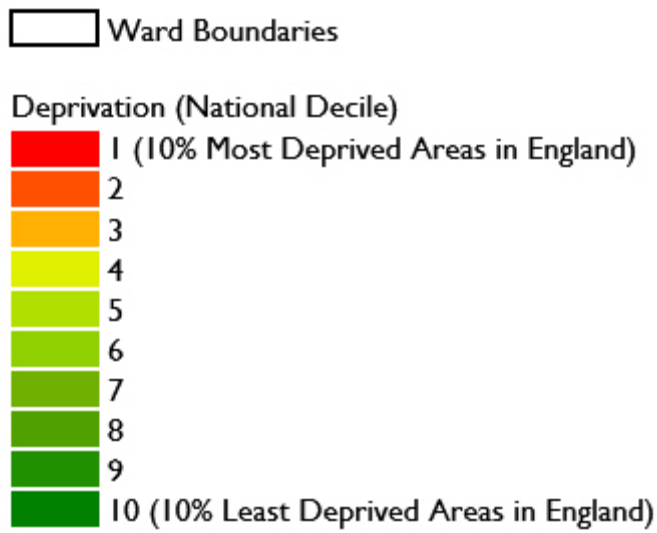 Ward Boundaries
Deprivation (National Decile)
1 (10% Most Deprived Areas in England)
2
3
4
5
6
7
8
9
10 (10% Least Deprived Areas in England)